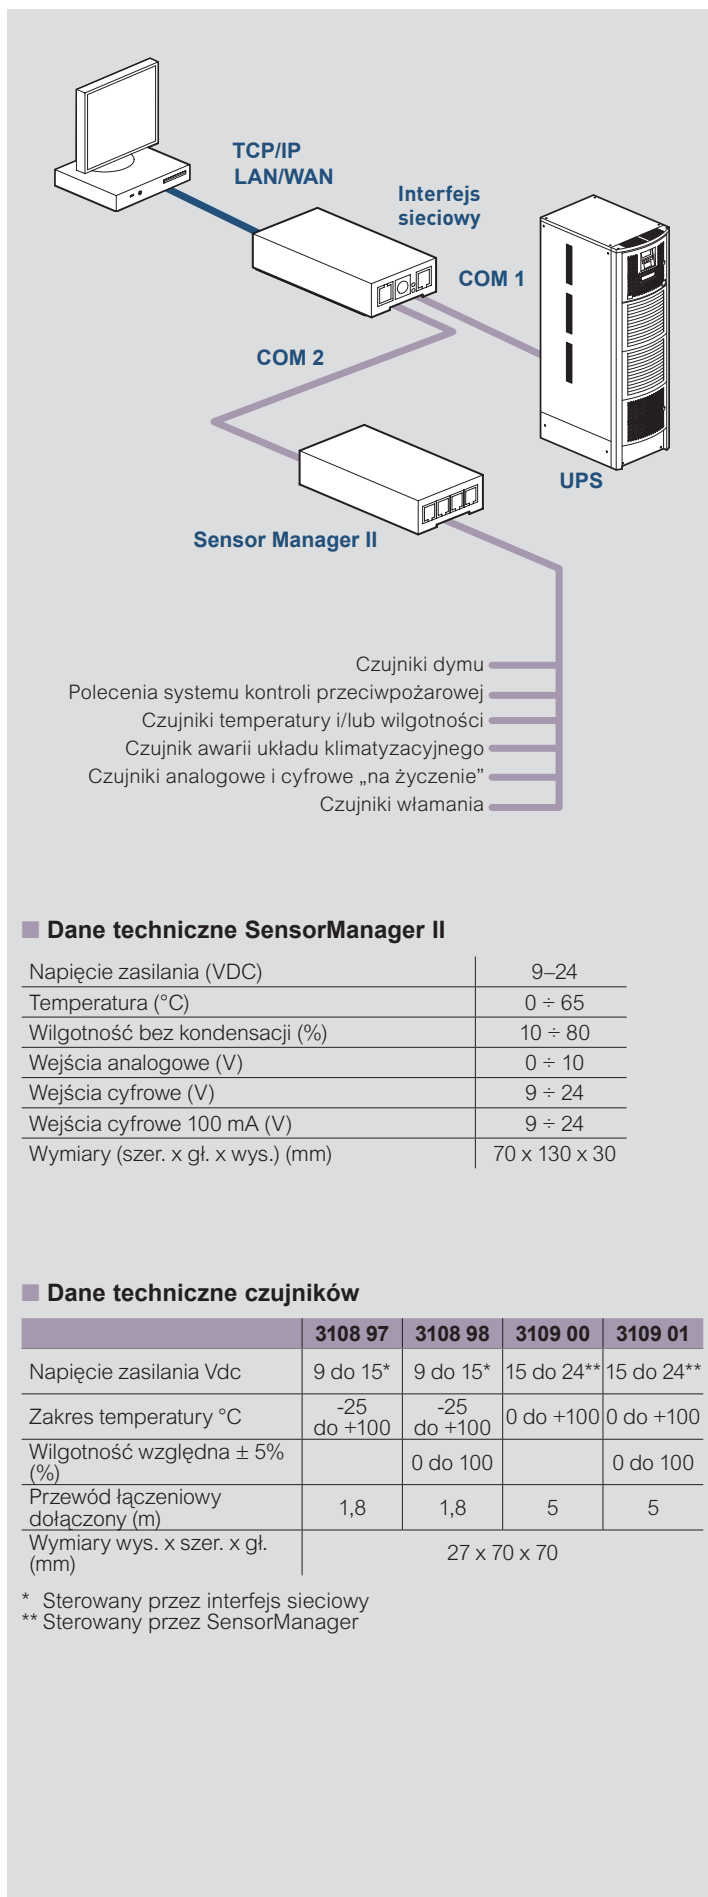 TCP/IP
LAN/WAN
Interfejs
sieciowy
COM 1
COM 2
UPS
Sensor Manager II
Czujniki dymu
Polecenia systemu kontroli przeciwpożarowej
Czujniki temperatury i/lub wilgotności
Czujnik awarii układu klimatyzacyjnego
Czujniki analogowe i cyfrowe „na życzenie”
Czujniki włamania
Dane techniczne SensorManager II
Napięcie zasilania (VDC) 9–24
Temperatura (°C) 0 ÷ 65
Wilgotność bez kondensacji (%) 10 ÷ 80
Wejścia analogowe (V) 0 ÷ 10
Wejścia cyfrowe (V) 9 ÷ 24
Wejścia cyfrowe 100 mA (V) 9 ÷ 24
Wymiary (szer. x gł. x wys.) (mm) 70 x 130 x 30
Dane techniczne czujników
3108 97 3108 98 3109 00 3109 01
Napięcie zasilania Vdc 9 do 15* 9 do 15* 15 do 24** 15 do 24**
Zakres temperatury °C -25 do +100 -25 do +100 0 do +100 0 do +100
Wilgotność względna ± 5%
(%) 0 do 100 0 do 100
Przewód łączeniowy
dołączony (m) 1,8 1,8 5 5
Wymiary wys. x szer. x gł.
(mm) 27 x 70 x 70
* Sterowany przez interfejs sieciowy
** Sterowany przez SensorManager